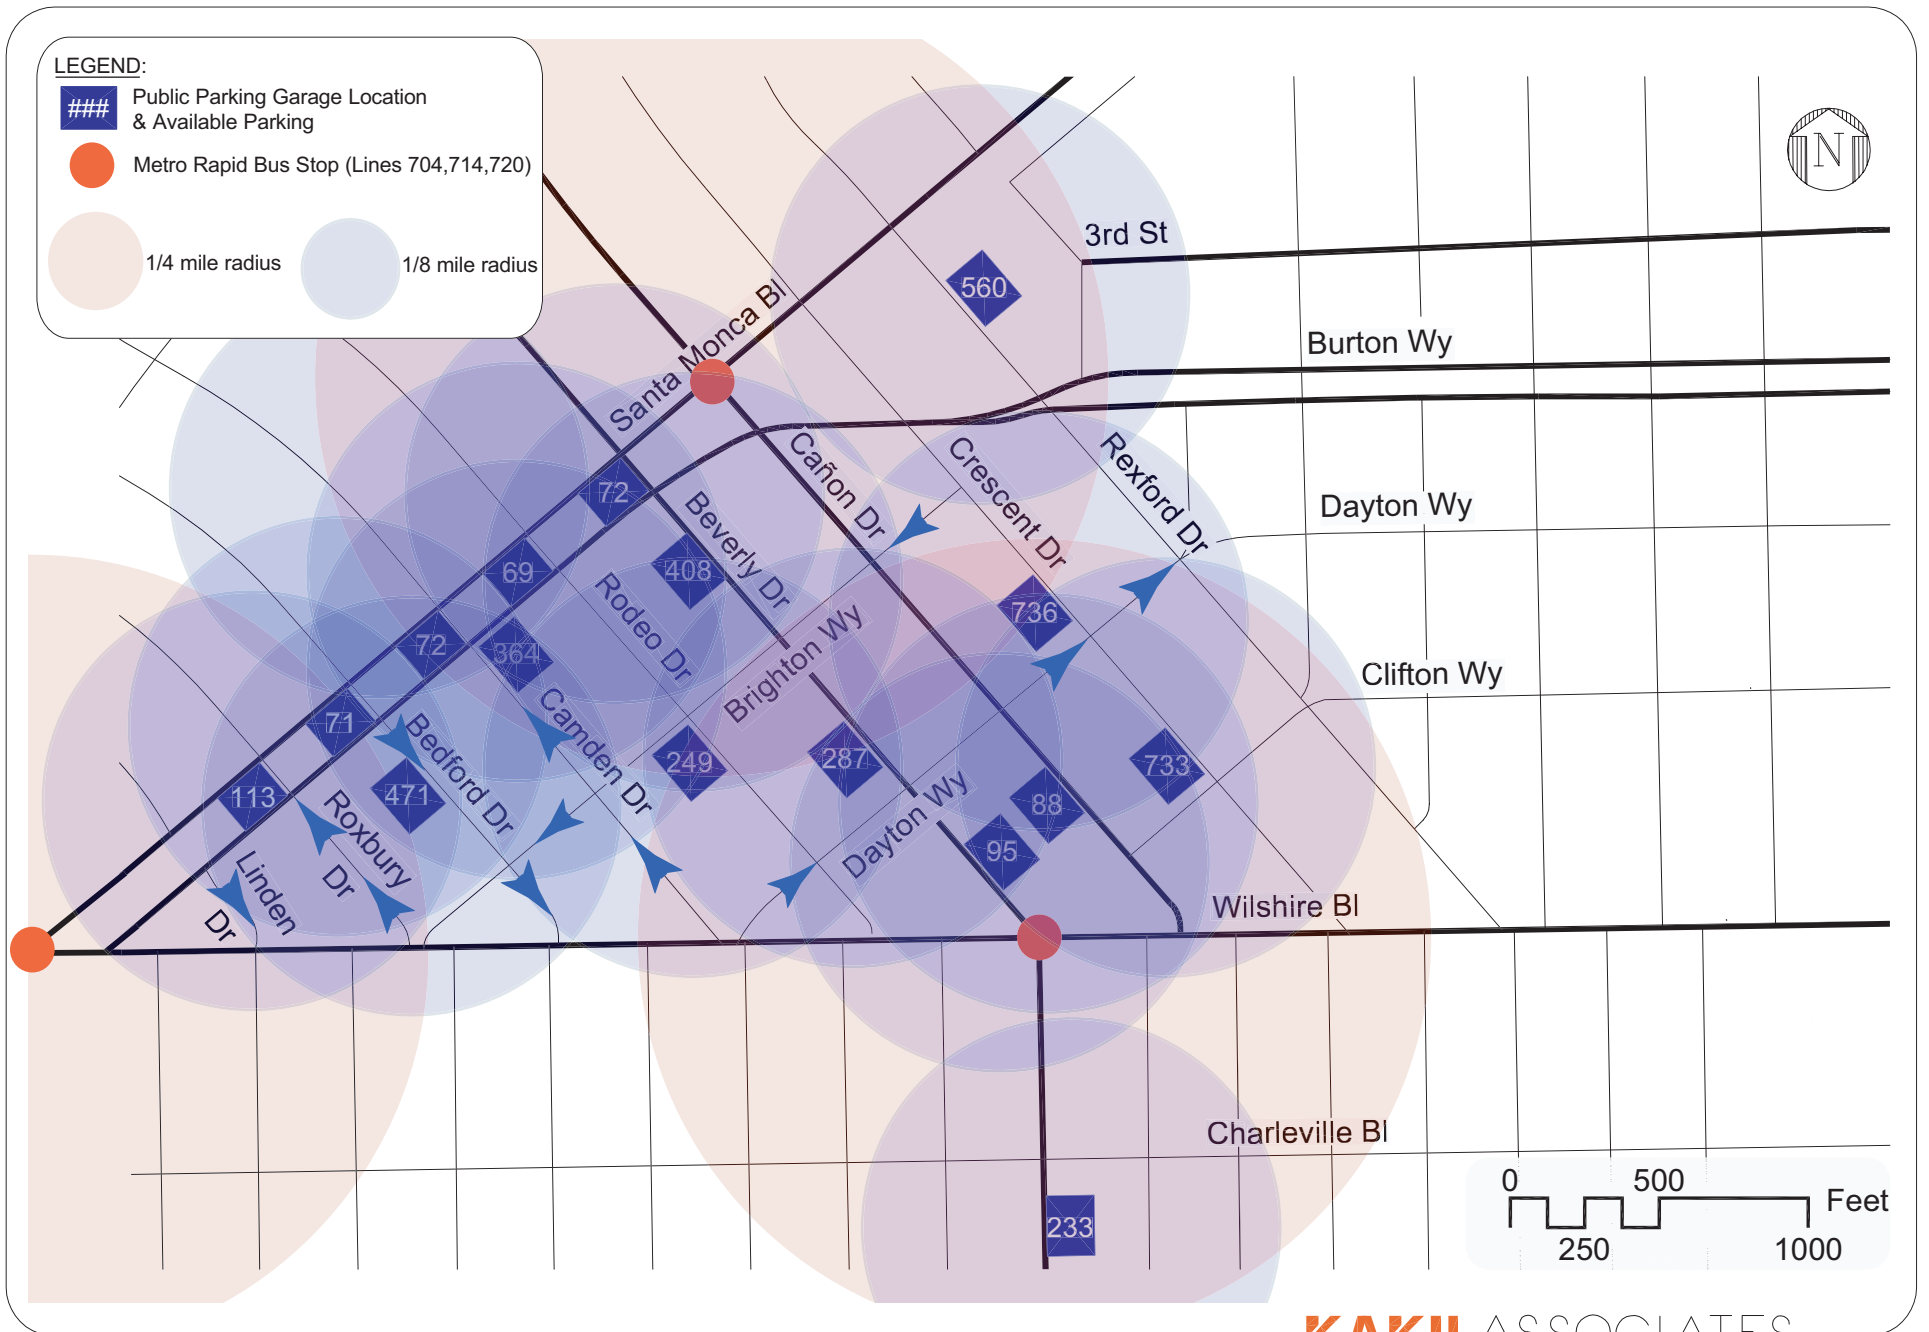 LEGEND:
###
Public Parking Garage Location
& Available Parking
Metro Rapid Bus Stop (Lines 704,714,720)
1/4 mile radius
1/8 mile radius
N
3rd St
560
Burton Wy
Santa Monca Bl
Cañon Dr
Crescent Dr
Rexford Dr
Dayton Wy
72
Beverly Dr
69
408
Rodeo Dr
736
72
364
Brighton Wy
Clifton Wy
71
Bedford Dr
Camden Dr
249
287
733
113
471
Roxbury
Dr
Dayton Wy
88
95
Linden
Dr
Wilshire Bl
Charleville Bl
233
0
500
Feet
250
1000
KAKU ASSOCIATES